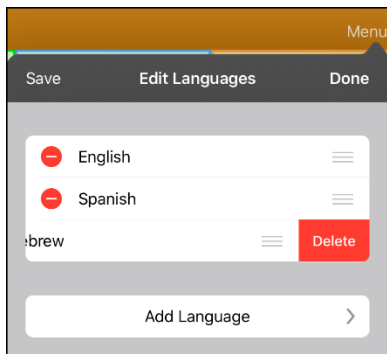 Menu
Save Edit Languages Done
English
Spanish
ebrew Delete
Add Language